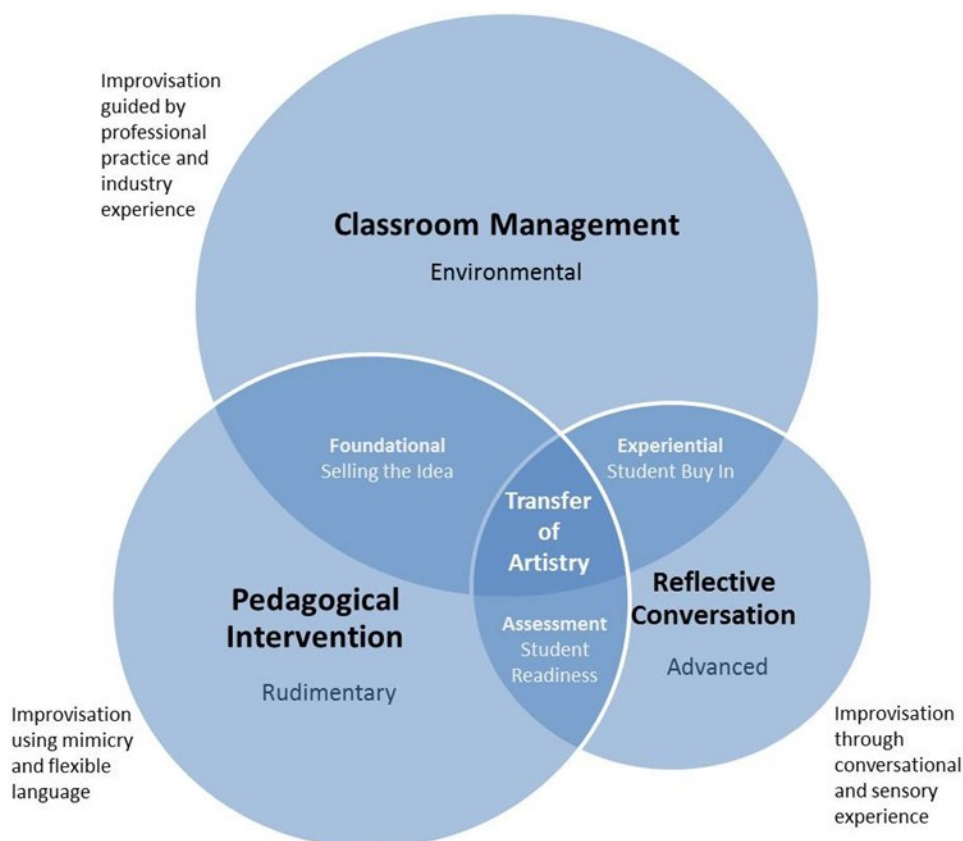 Improvisation
guided by
professional
practice and
industry
experience
Classroom Management
Environmental
Foundational
Selling the Idea
Experiential
Student Buy In
Transfer
of
Artistry
Pedagogical
Intervention
Rudimentary
Reflective
Conversation
Advanced
Assessment
Student
Readiness
Improvisation
using mimicry
and flexible
language
Improvisation
through
conversational
and sensory
experience